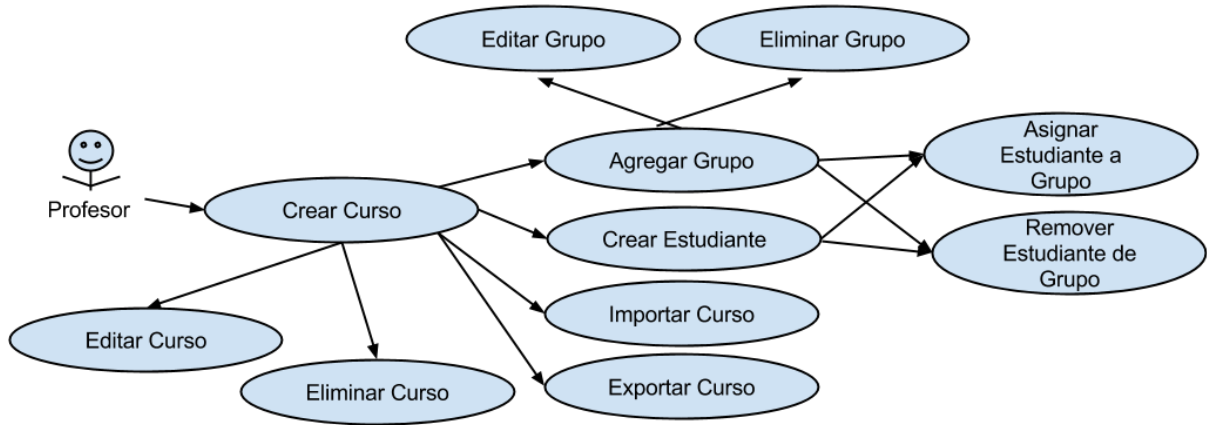 Editar Grupo
Eliminar Grupo
Profesor
Crear Curso
Agregar Grupo
Asignar
Estudiante a
Grupo
Crear Estudiante
Remover
Estudiante de
Grupo
Editar Curso
Eliminar Curso
Importar Curso
Exportar Curso